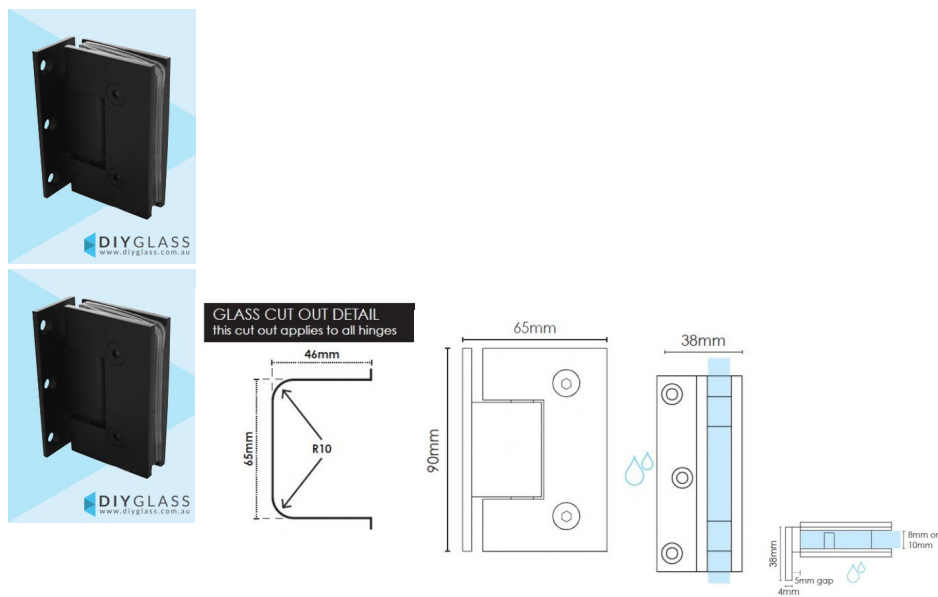 DIYGLASS
www.diyglass.com.au
DIYGLASS
www.diyglass.com.au
GLASS CUT OUT DETAIL
this cut out applies to all hinges
46mm
65mm
R10
65mm
90mm
38mm
38mm
8mm or
10mm
5mm gap
4mm